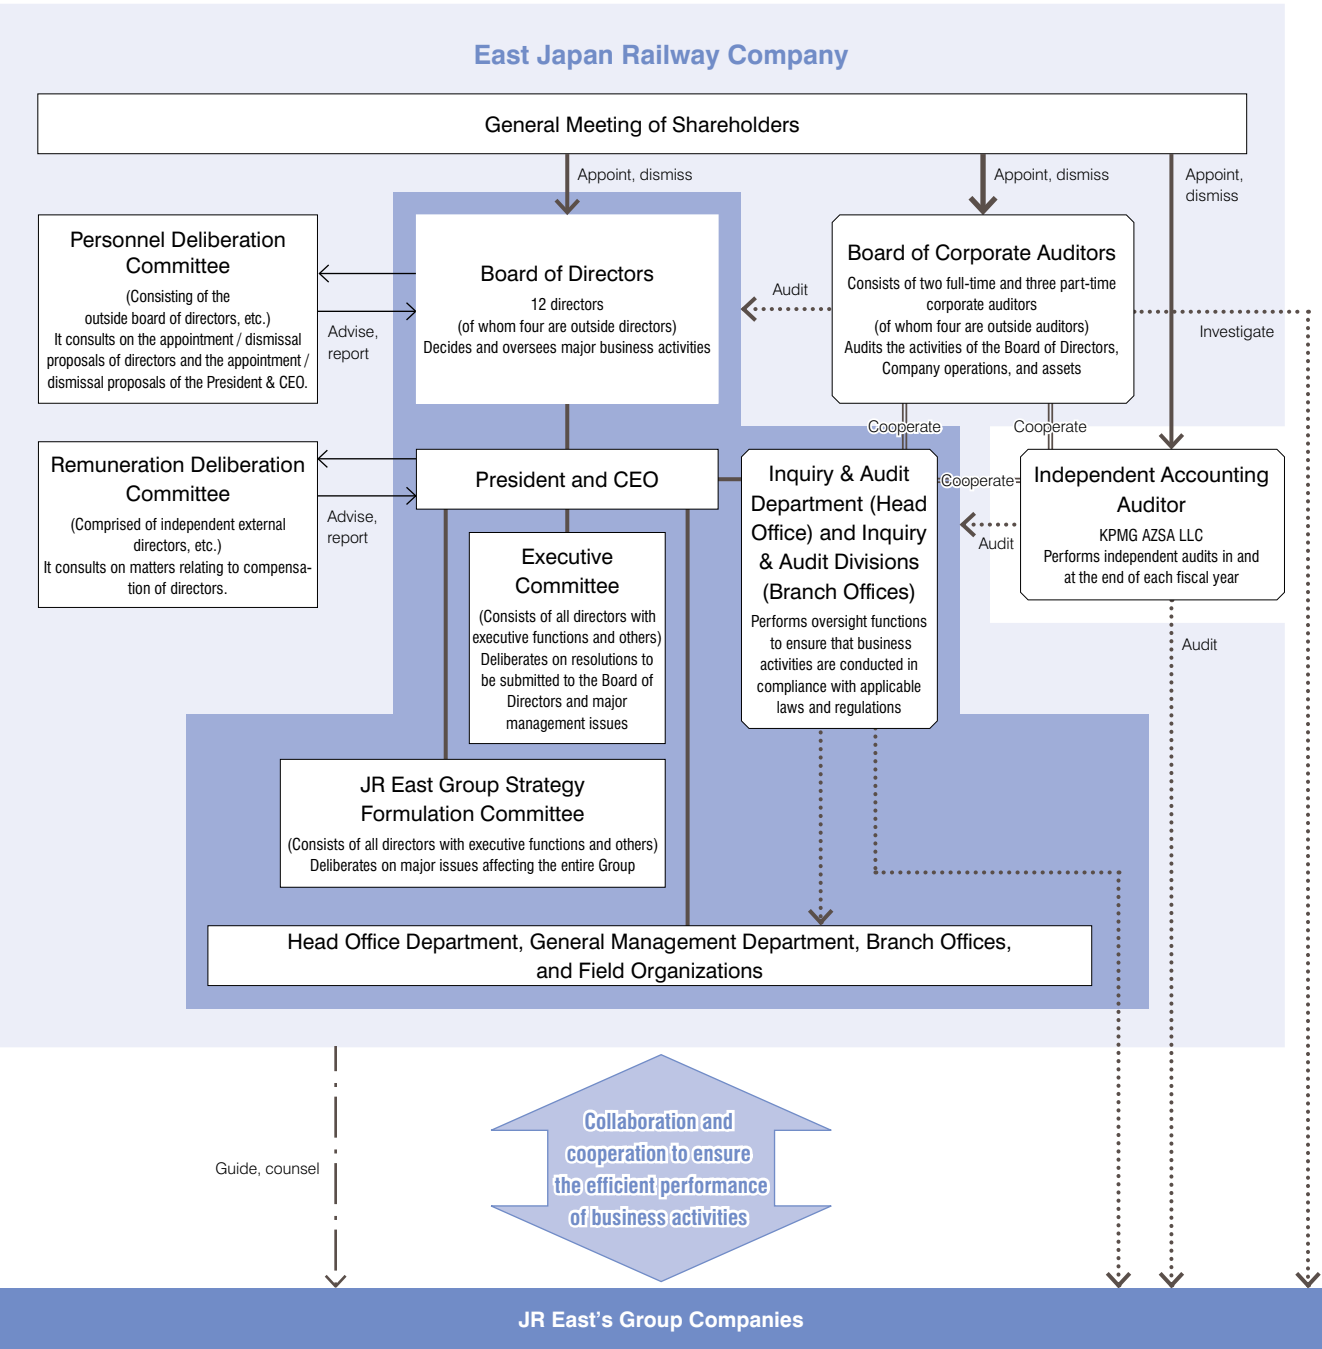 East Japan Railway Company
General Meeting of Shareholders
Appoint, dismiss
Appoint, dismiss
Appoint,
dismiss
Personnel Deliberation
Committee
(Consisting of the
outside board of directors, etc.)
It consults on the appointment / dismissal
proposals of directors and the appointment /
dismissal proposals of the President & CEO.
Advise,
report
Board of Directors
12 directors
(of whom four are outside directors)
Decides and oversees major business activities
Audit
Board of Corporate Auditors
Consists of two full-time and three part-time
corporate auditors
(of whom four are outside auditors)
Audits the activities of the Board of Directors,
Company operations, and assets
Investigate
Cooperate
Cooperate
Remuneration Deliberation
Committee
(Comprised of independent external
directors, etc.)
It consults on matters relating to compensa-
tion of directors.
Advise,
report
President and CEO
Inquiry & Audit
Department (Head
Office) and Inquiry
& Audit Divisions
(Branch Offices)
Performs oversight functions
to ensure that business
activities are conducted in
compliance with applicable
laws and regulations
Cooperate
Audit
Independent Accounting
Auditor
KPMG AZSA LLC
Performs independent audits in and
at the end of each fiscal year
Audit
Executive
Committee
(Consists of all directors with
executive functions and others)
Deliberates on resolutions to
be submitted to the Board of
Directors and major
management issues
JR East Group Strategy
Formulation Committee
(Consists of all directors with executive functions and others)
Deliberates on major issues affecting the entire Group
Head Office Department, General Management Department, Branch Offices,
and Field Organizations
Guide, counsel
Collaboration and
cooperation to ensure
the efficient performance
of business activities
JR East’s Group Companies